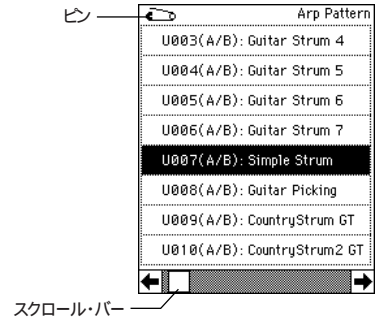 ピン
Arp Pattern
U003(A/B): Guitar Strum 4
U004(A/B): Guitar Strum 5
U005(A/B): Guitar Strum 6
U006(A/B): Guitar Strum 7
U007(A/B): Simple Strum
U008(A/B): Guitar Picking
U009(A/B): CountryStrum GT
U010(A/B): CountryStrum2 GT
スクロール・バー